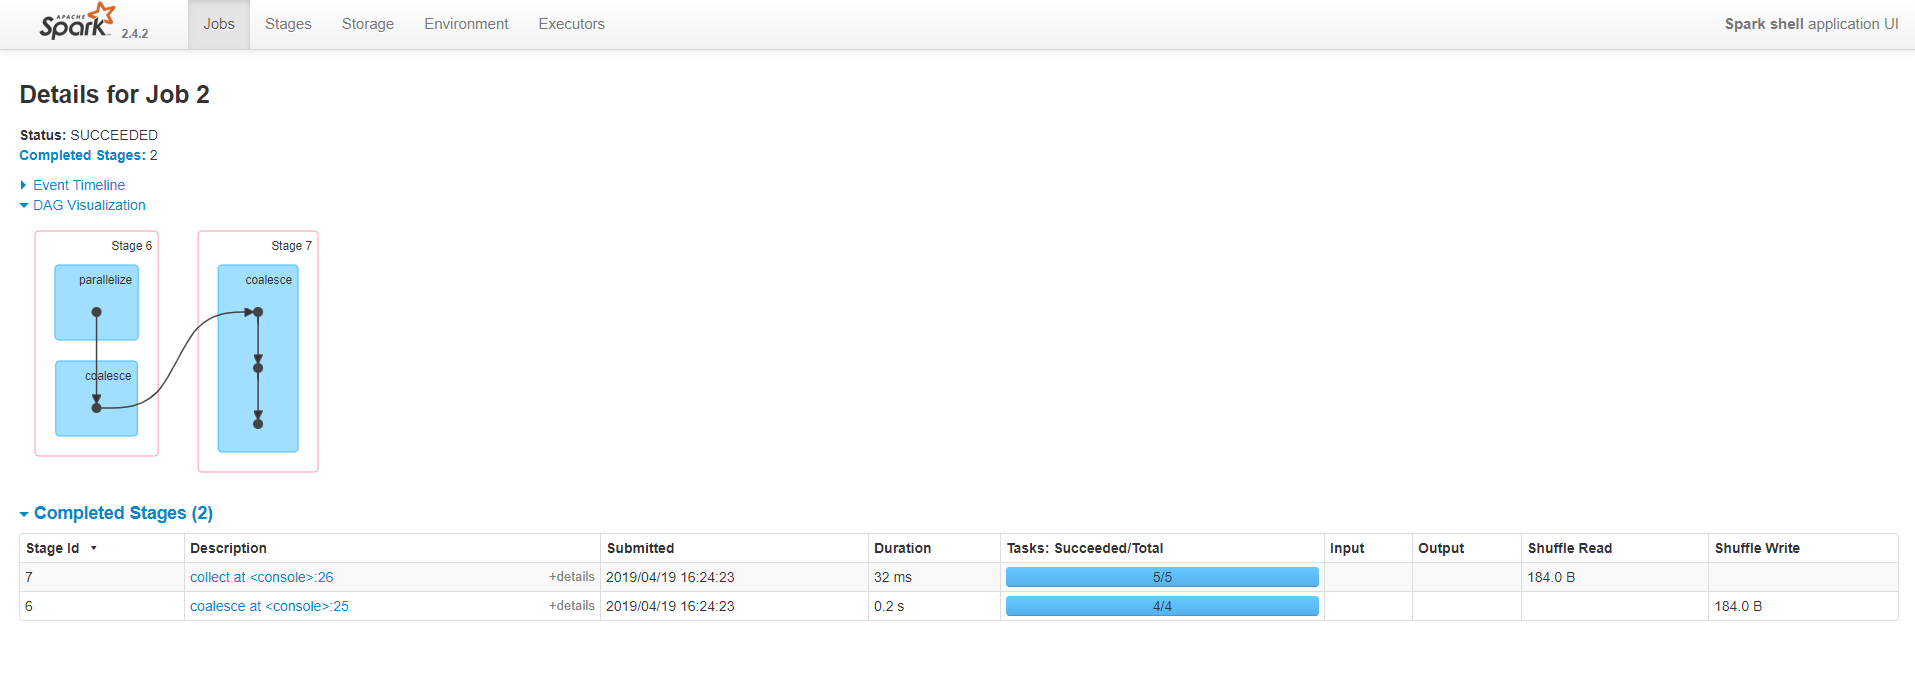 APACHE Spark 2.4.2 Jobs Stages Storage Environment Executors Spark shell application UI
Details for Job 2
Status: SUCCEEDED
Completed Stages: 2
Event Timeline
DAG Visualization
Stage 6 Stage 7
parallelize coalesce
coalesce
Completed Stages (2)
Stage Id Description Submitted Duration Tasks: Succeeded/Total Input Output Shuffle Read Shuffle Write
7 collect at <console>:26 +details 2019/04/19 16:24:23 32 ms 5/5 184.0 B
6 coalesce at <console>:25 +details 2019/04/19 16:24:23 0.2 s 4/4 184.0 B